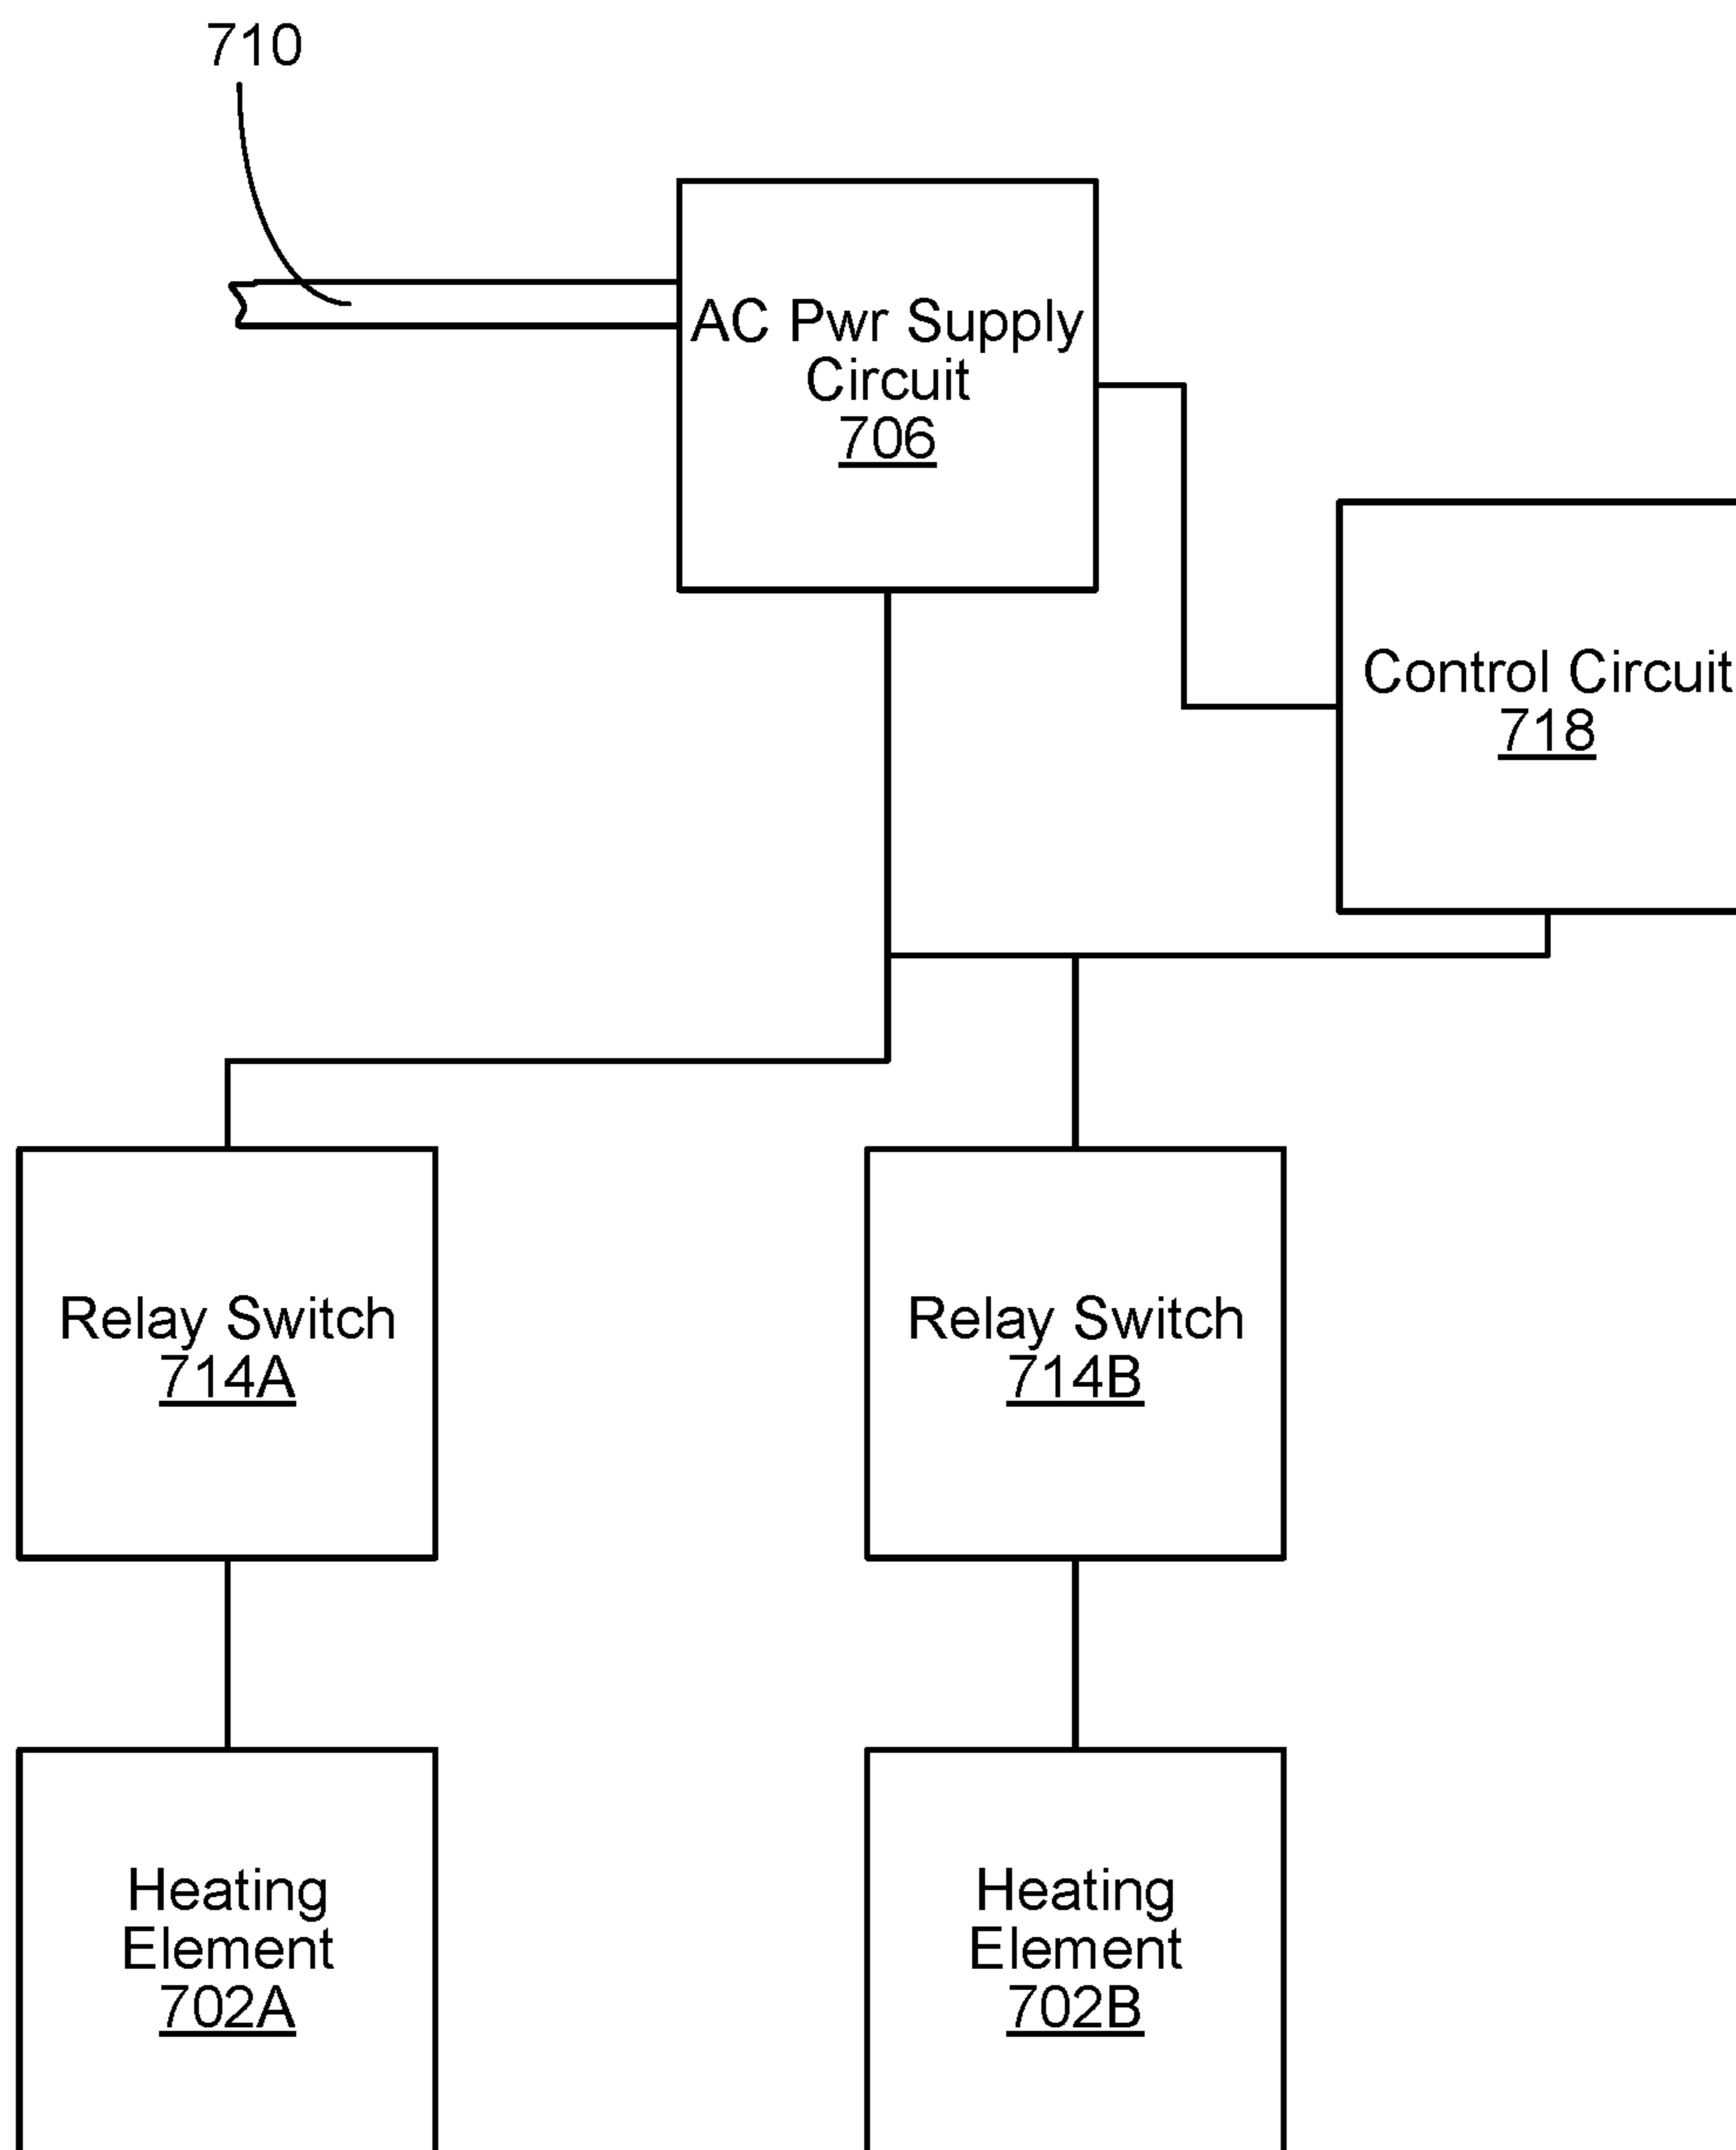 710
AC Pwr Supply
Circuit
706
Control Circuit
718
Relay Switch
714A
Relay Switch
714B
Heating
Element
702A
Heating
Element
702B